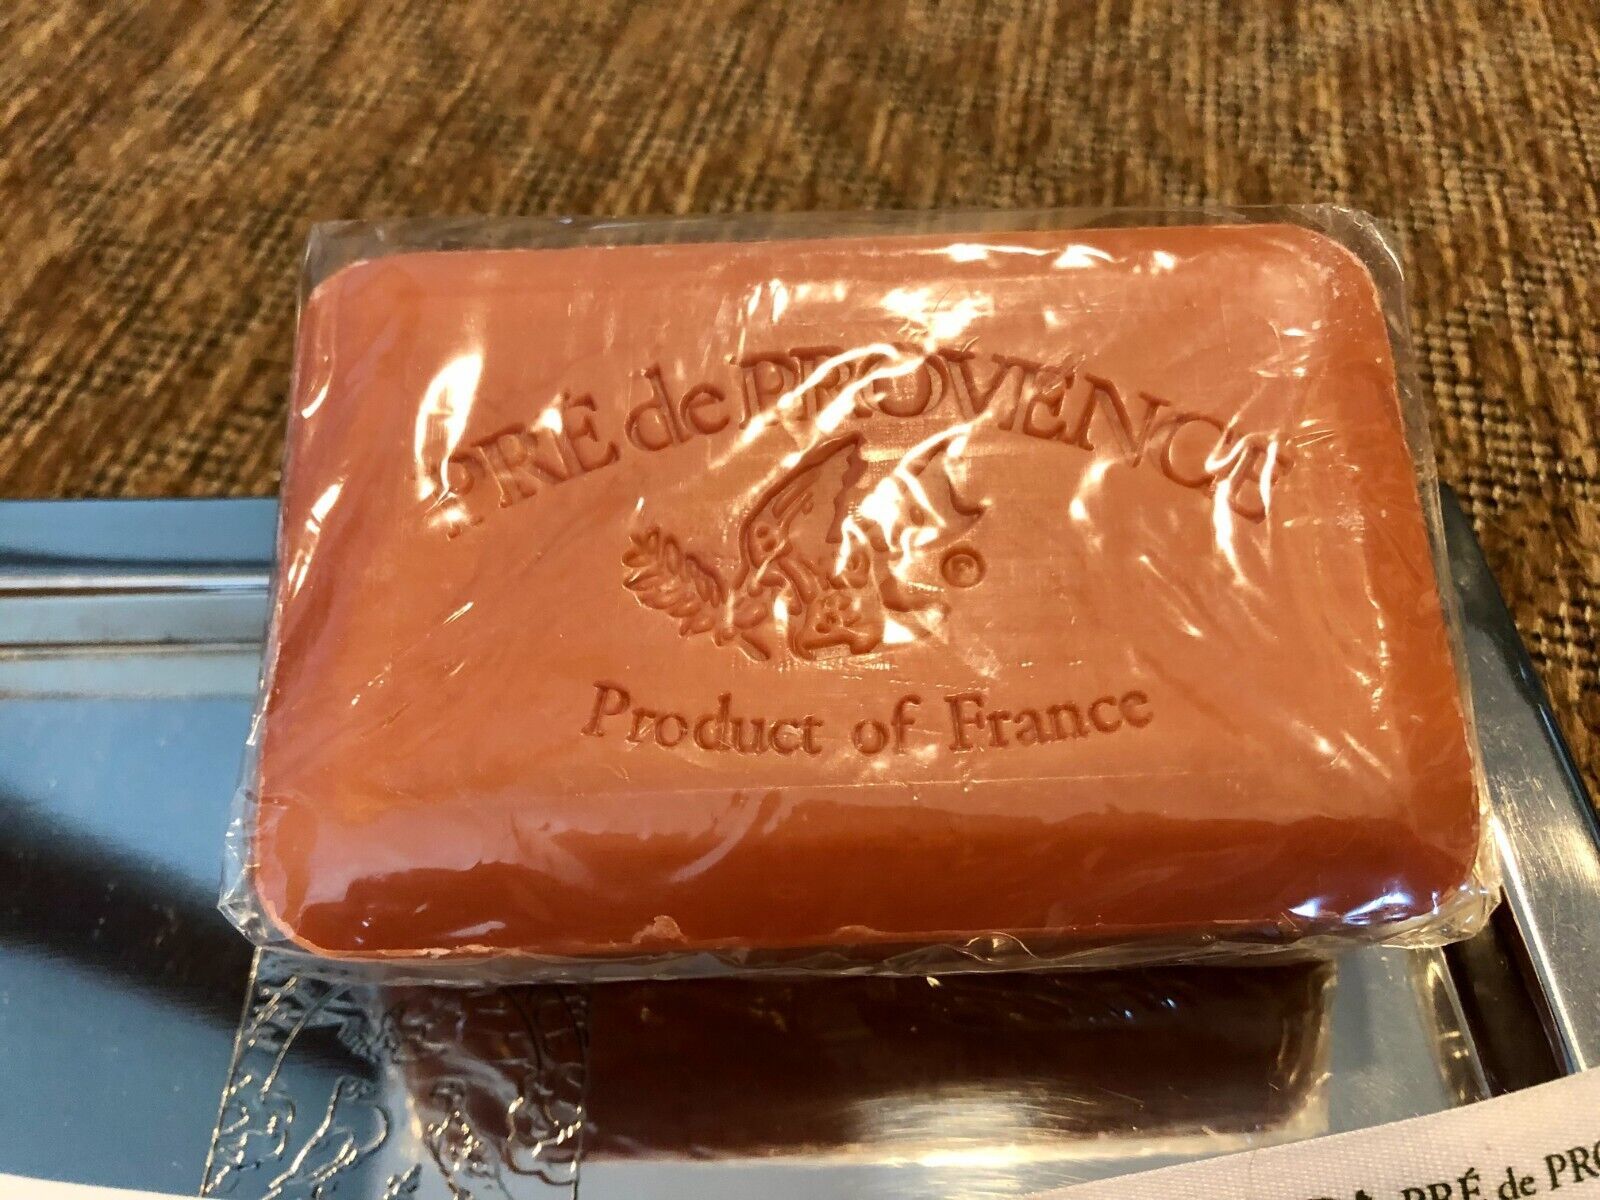 PRÉ de PROVENCE
®
Product of France
PRÉ de PRO